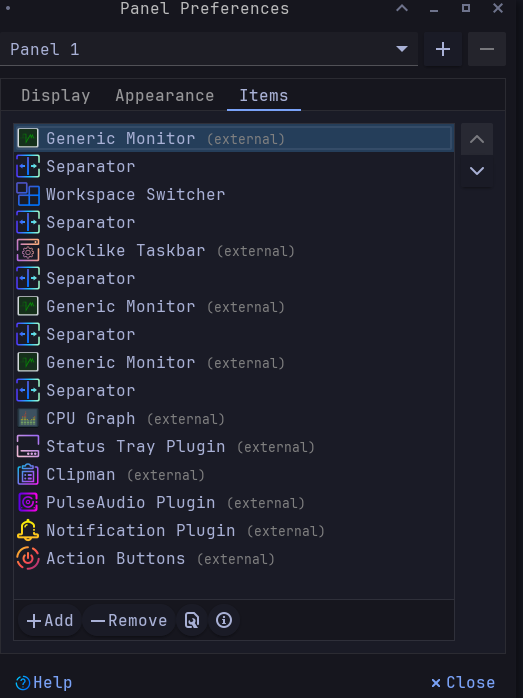 Panel Preferences
Panel 1
Display Appearance Items
Generic Monitor (external)
Separator
Workspace Switcher
Separator
Docklike Taskbar (external)
Separator
Generic Monitor (external)
Separator
Generic Monitor (external)
Separator
CPU Graph (external)
Status Tray Plugin (external)
Clipman (external)
PulseAudio Plugin (external)
Notification Plugin (external)
Action Buttons (external)
Add Remove
Help Close